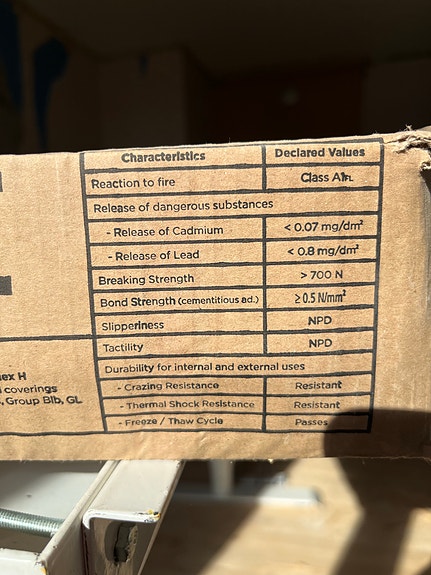 Characteristics Declared Values
Reaction to fire Class A1FL
Release of dangerous substances
- Release of Cadmium < 0.07 mg/dm²
- Release of Lead < 0.8 mg/dm²
Breaking Strength > 700 N
Bond Strength (cementitious ad.) ≥ 0.5 N/mm²
Slipperiness NPD
Tactility NPD
Durability for internal and external uses
- Crazing Resistance Resistant
- Thermal Shock Resistance Resistant
- Freeze / Thaw Cycle Passes
ex H
coverings
, Group BIb, GL